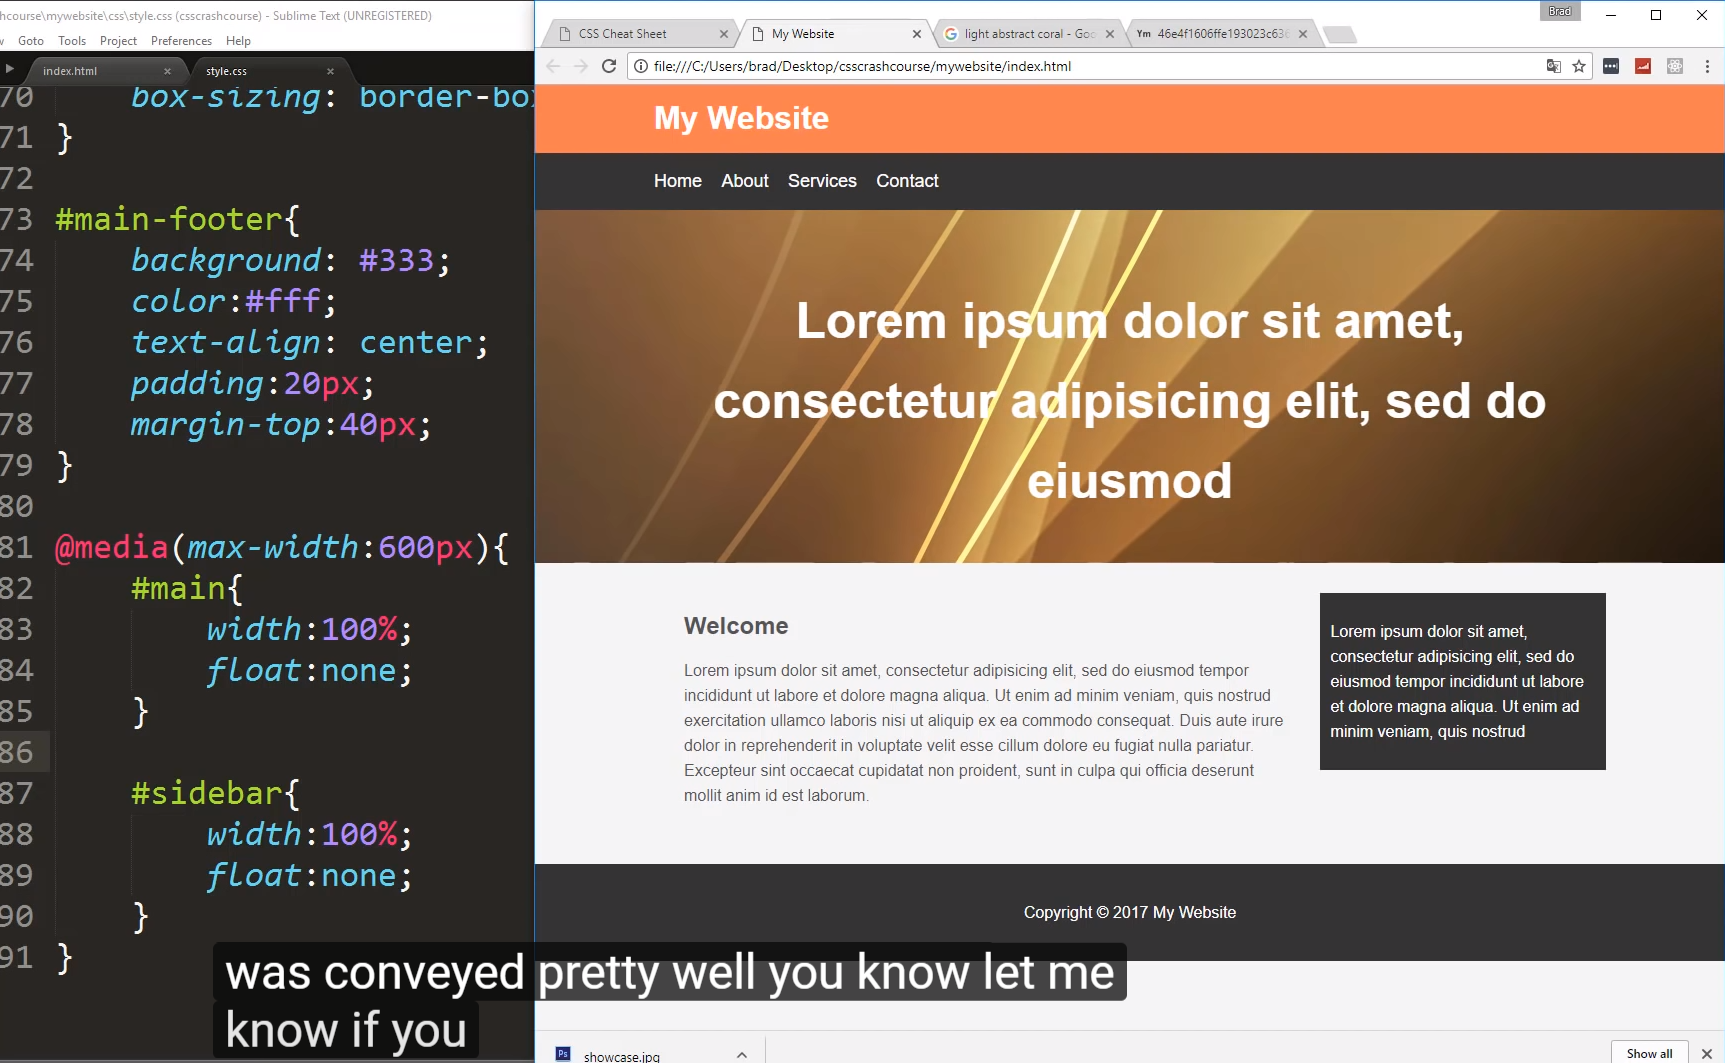 hcourse\mywebsite\css\style.css (csscrashcourse) - Sublime Text (UNREGISTERED)
Goto Tools Project Preferences Help
index.html × style.css ×
70 box-sizing: border-bo
71 }
72
73 #main-footer{
74 background: #333;
75 color:#fff;
76 text-align: center;
77 padding:20px;
78 margin-top:40px;
79 }
80
81 @media(max-width:600px){
82 #main{
83 width:100%;
84 float:none;
85 }
86
87 #sidebar{
88 width:100%;
89 float:none;
90 }
91 }
Brad
CSS Cheat Sheet × My Website × light abstract coral - Goo × Ym 46e4f1606ffe193023c636 ×
file:///C:/Users/brad/Desktop/csscrashcourse/mywebsite/index.html
My Website
Home About Services Contact
Lorem ipsum dolor sit amet,
consectetur adipisicing elit, sed do
eiusmod
Welcome
Lorem ipsum dolor sit amet, consectetur adipisicing elit, sed do eiusmod tempor
incididunt ut labore et dolore magna aliqua. Ut enim ad minim veniam, quis nostrud
exercitation ullamco laboris nisi ut aliquip ex ea commodo consequat. Duis aute irure
dolor in reprehenderit in voluptate velit esse cillum dolore eu fugiat nulla pariatur.
Excepteur sint occaecat cupidatat non proident, sunt in culpa qui officia deserunt
mollit anim id est laborum.
Lorem ipsum dolor sit amet,
consectetur adipisicing elit, sed do
eiusmod tempor incididunt ut labore
et dolore magna aliqua. Ut enim ad
minim veniam, quis nostrud
Copyright © 2017 My Website
was conveyed pretty well you know let me
know if you
Ps showcase.jpg
Show all ×